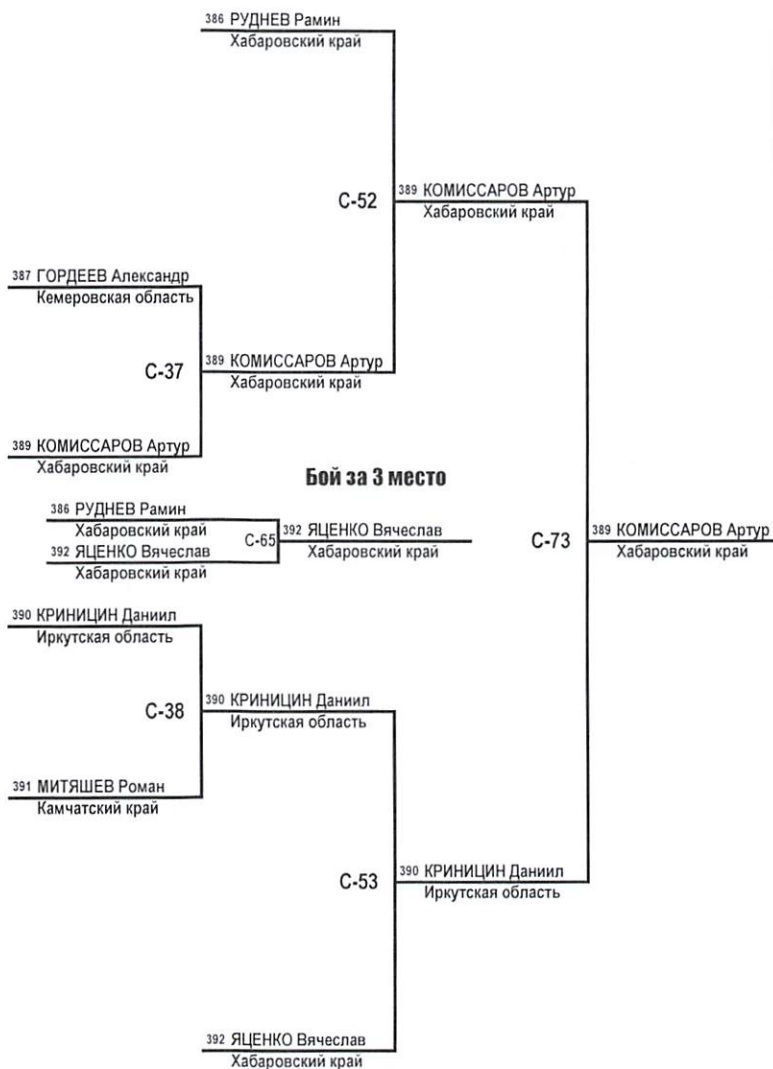 386 РУДНЕВ Рамин
Хабаровский край
С-52
389 КОМИССАРОВ Артур
Хабаровский край
387 ГОРДЕЕВ Александр
Кемеровская область
С-37
389 КОМИССАРОВ Артур
Хабаровский край
389 КОМИССАРОВ Артур
Хабаровский край
Бой за 3 место
386 РУДНЕВ Рамин
Хабаровский край
392 ЯЦЕНКО Вячеслав
Хабаровский край
С-65
392 ЯЦЕНКО Вячеслав
Хабаровский край
С-73
389 КОМИССАРОВ Артур
Хабаровский край
390 КРИНИЦИН Даниил
Иркутская область
С-38
390 КРИНИЦИН Даниил
Иркутская область
391 МИТЯШЕВ Роман
Камчатский край
С-53
390 КРИНИЦИН Даниил
Иркутская область
392 ЯЦЕНКО Вячеслав
Хабаровский край